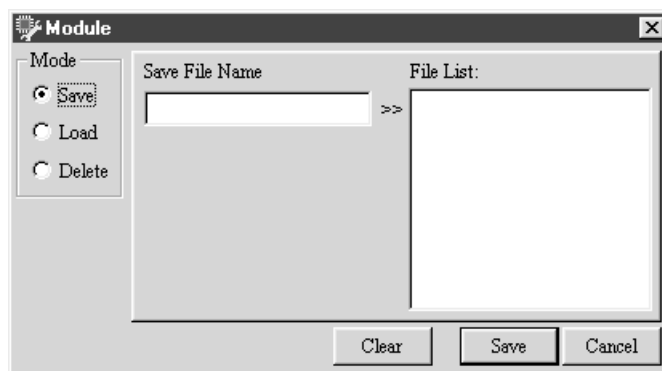 Module
Mode
Save
Load
Delete
Save File Name
>>
File List:
Clear
Save
Cancel